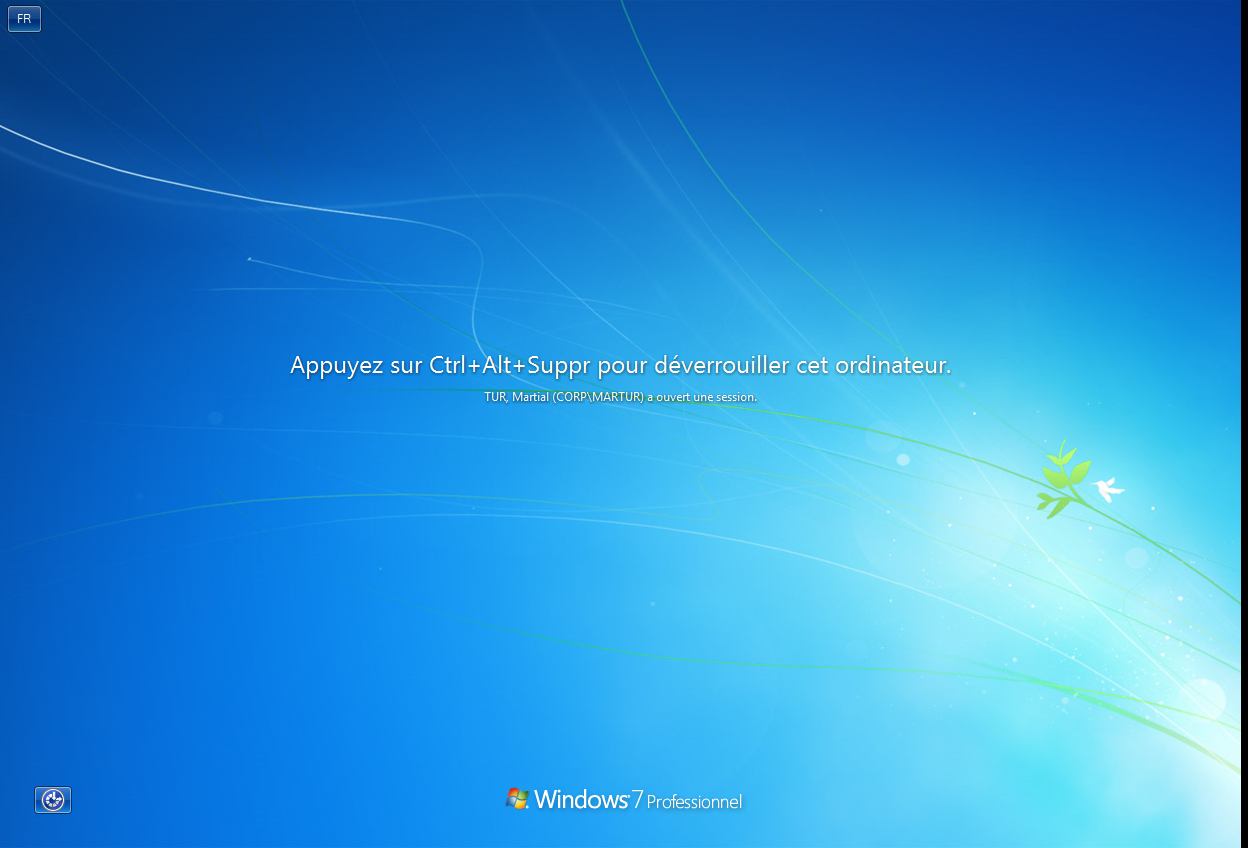 FR
Appuyez sur Ctrl+Alt+Suppr pour déverrouiller cet ordinateur.
TUR, Martial (CORP\MARTUR) a ouvert une session.
Windows 7 Professionnel